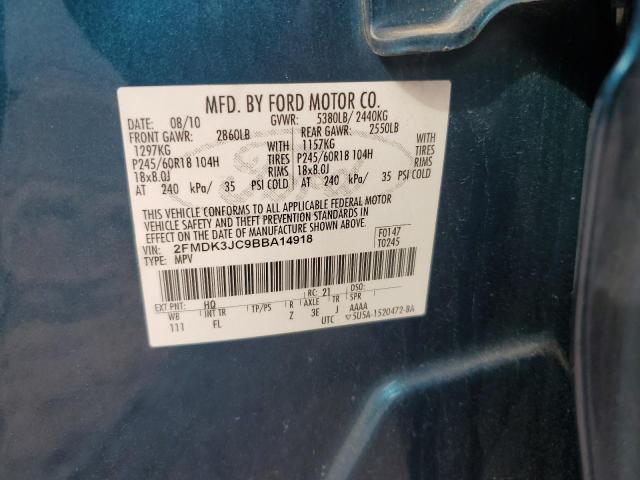 MFD. BY FORD MOTOR CO.
DATE: 08/10 GVWR: 5380LB/ 2440KG
FRONT GAWR: 2860LB REAR GAWR: 2550LB
1297KG WITH 1157KG WITH
P245/60R18 104H TIRES P245/60R18 104H TIRES
18x8.0J RIMS 18x8.0J RIMS
AT 240 kPa/ 35 PSI COLD AT 240 kPa/ 35 PSI COLD
THIS VEHICLE CONFORMS TO ALL APPLICABLE FEDERAL MOTOR
VEHICLE SAFETY AND THEFT PREVENTION STANDARDS IN
EFFECT ON THE DATE OF MANUFACTURE SHOWN ABOVE.
VIN: 2FMDK3JC9BBA14918 F0147
TYPE: MPV T0245
RC: 21 DSO:
EXT PNT: HQ
WB INT TR TP/PS R AXLE TR SPR
111 FL Z 3E J AAAA
UTC 5U5A-1520472-BA